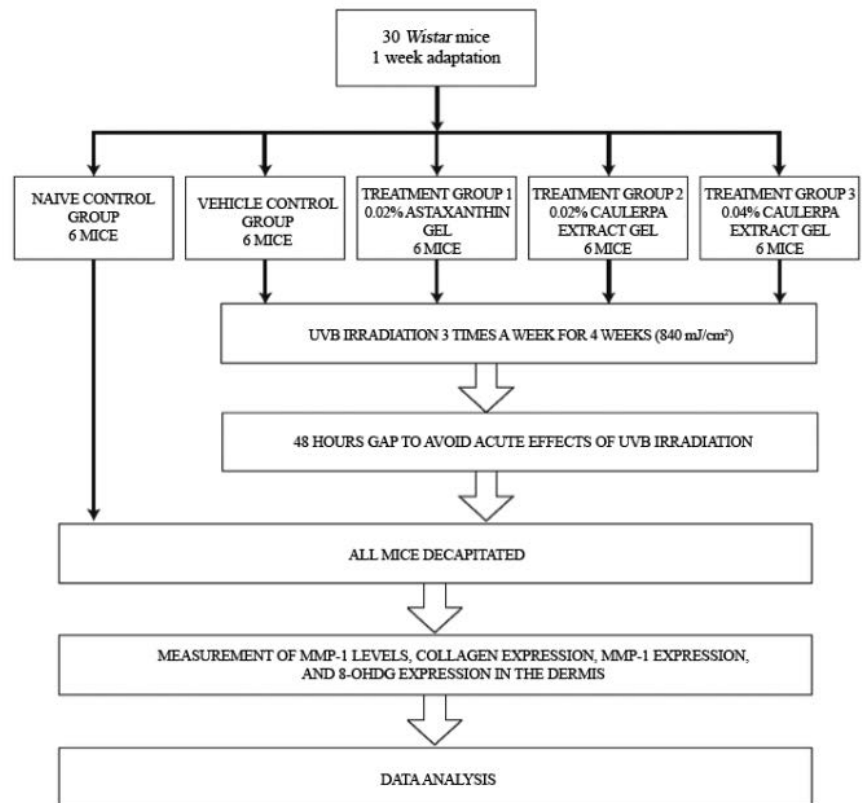 30 Wistar mice
1 week adaptation
NAIVE CONTROL
GROUP
6 MICE
VEHICLE CONTROL
GROUP
6 MICE
TREATMENT GROUP 1
0.02% ASTAXANTHIN
GEL
6 MICE
TREATMENT GROUP 2
0.02% CAULERPA
EXTRACT GEL
6 MICE
TREATMENT GROUP 3
0.04% CAULERPA
EXTRACT GEL
6 MICE
UVB IRRADIATION 3 TIMES A WEEK FOR 4 WEEKS (840 mJ/cm²)
48 HOURS GAP TO AVOID ACUTE EFFECTS OF UVB IRRADIATION
ALL MICE DECAPITATED
MEASUREMENT OF MMP-1 LEVELS, COLLAGEN EXPRESSION, MMP-1 EXPRESSION,
AND 8-OHDG EXPRESSION IN THE DERMIS
DATA ANALYSIS